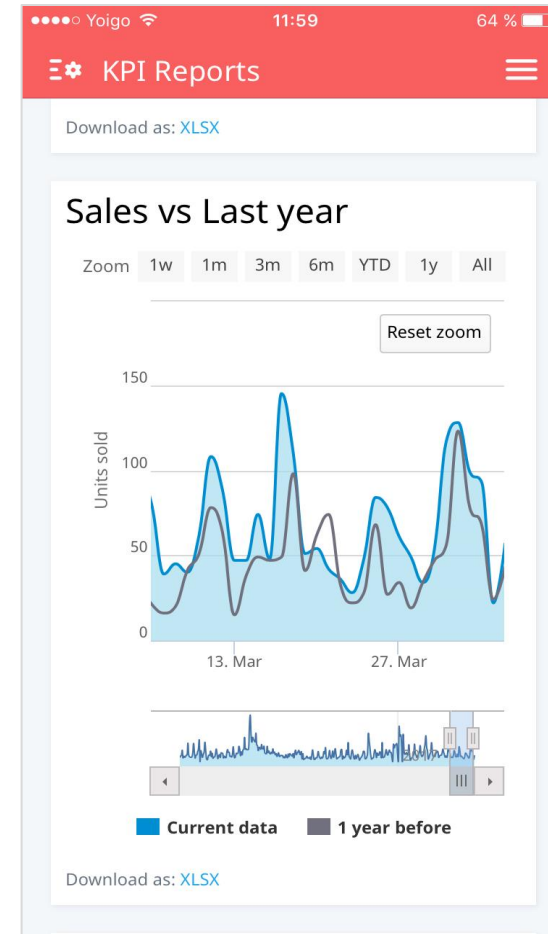 Yoigo 11:59 64 %
KPI Reports
Download as: XLSX
Sales vs Last year
Zoom 1w 1m 3m 6m YTD 1y All
Reset zoom
150
100
50
0
Units sold
13. Mar 27. Mar
Current data 1 year before
Download as: XLSX